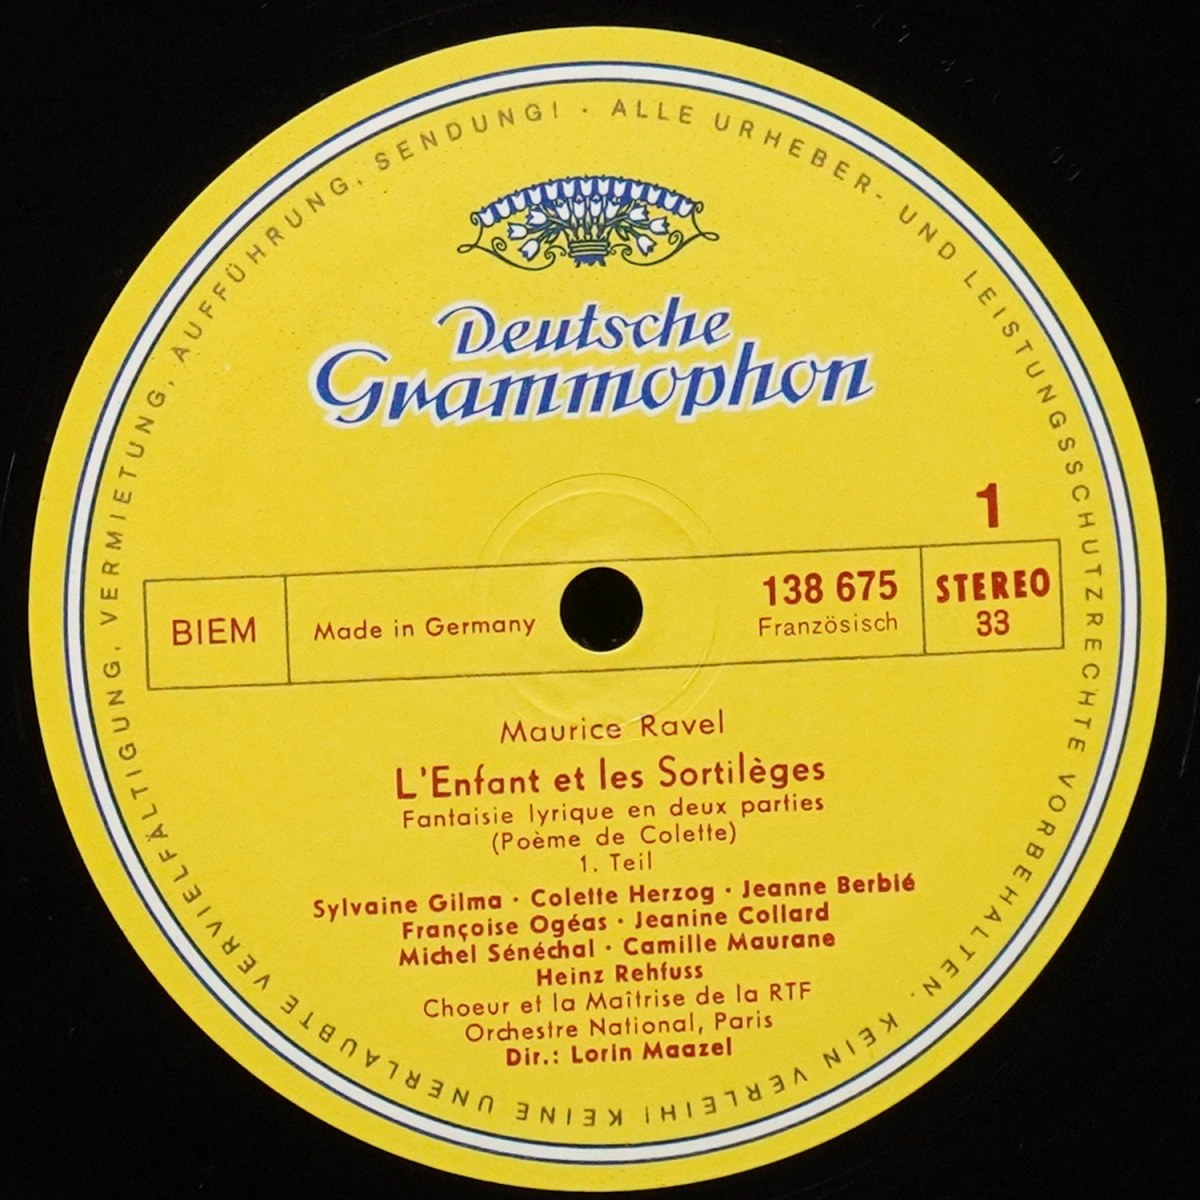 ALLE URHEBER- UND LEISTUNGSSCHUTZRECHTE VORBEHALTEN. KEIN VERLEIH! KEINE UNERLAUBTE VERVIELFÄLTIGUNG, VERMIETUNG, AUFFÜHRUNG, SENDUNG! ·
Deutsche
Grammophon
1
BIEM
Made in Germany
138 675
Französisch
STEREO
33
Maurice Ravel
L'Enfant et les Sortilèges
Fantaisie lyrique en deux parties
(Poème de Colette)
1. Teil
Sylvaine Gilma · Colette Herzog · Jeanne Berbié
Françoise Ogéas · Jeanine Collard
Michel Sénéchal · Camille Maurane
Heinz Rehfuss
Choeur et la Maîtrise de la RTF
Orchestre National, Paris
Dir.: Lorin Maazel